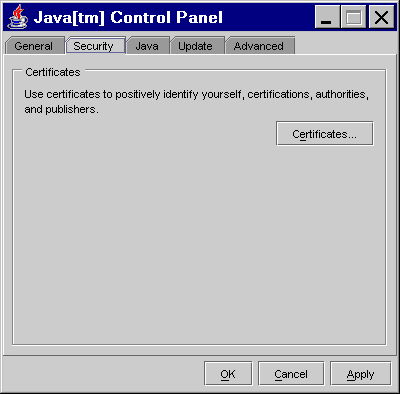 Java[tm] Control Panel
General Security Java Update Advanced
Certificates
Use certificates to positively identify yourself, certifications, authorities,
and publishers.
Certificates...
OK Cancel Apply